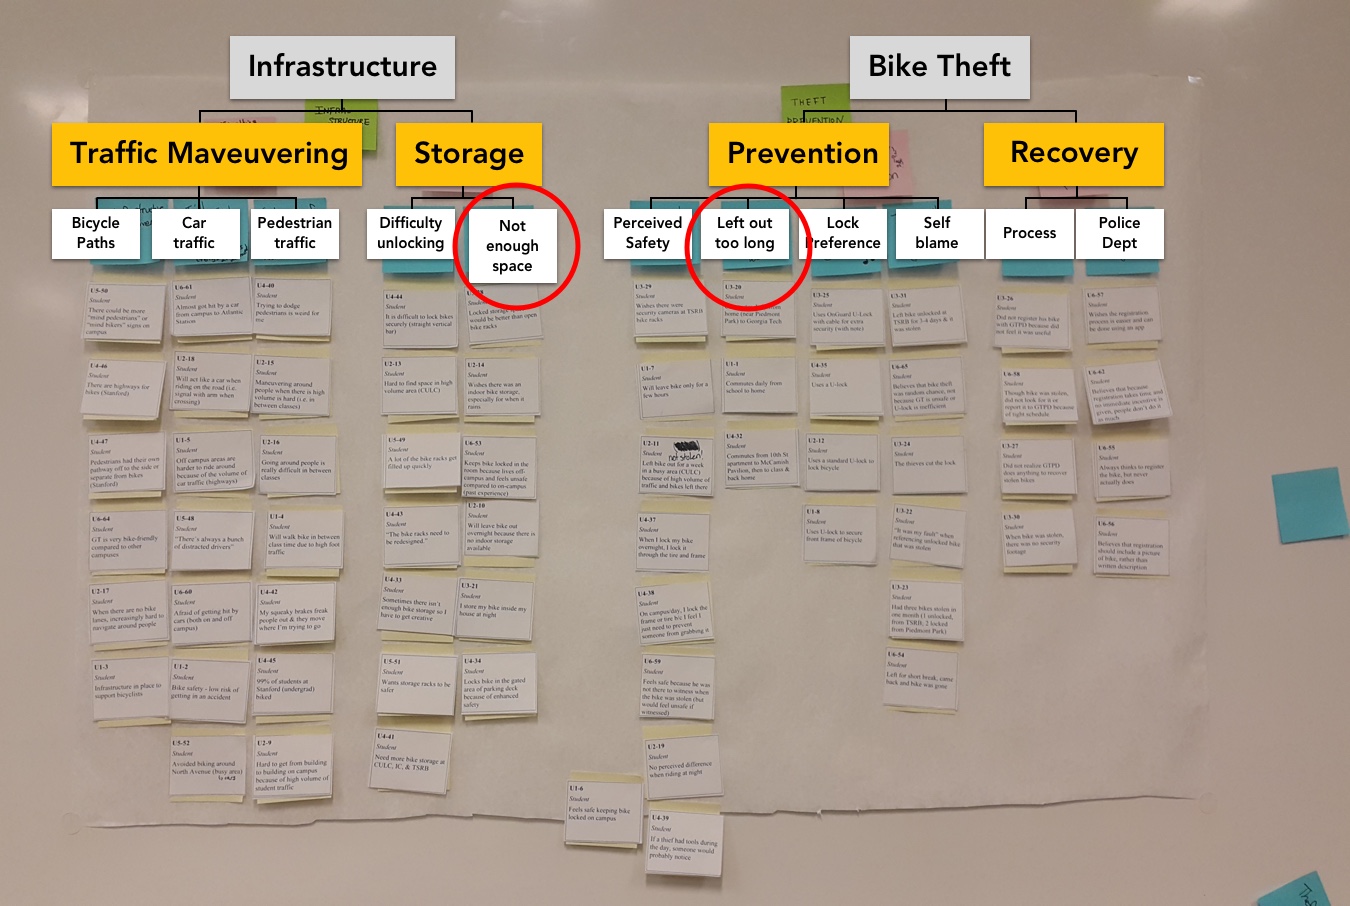 Infrastructure
Bike Theft
INFRA
STRUCTURE
THEFT
PREVENTION
Traffic Maveuvering
Storage
Prevention
Recovery
Bicycle
Paths
Car
traffic
Pedestrian
traffic
Difficulty
unlocking
Not
enough
space
Perceived
Safety
Left out
too long
Lock
Preference
Self
blame
Process
Police
Dept
U5-50
Student
There could be more
"mind pedestrians" or
"mind bikers" signs on
campus
U4-46
Student
There are highways for
bikes (Stanford)
U4-47
Student
Pedestrians had their own
pathway off to the side or
separate from bikes
(Stanford)
U6-64
Student
GT is very bike-friendly
compared to other
campuses
U2-17
Student
When there are no bike
lanes, increasingly hard to
navigate around people
U1-3
Student
Infrastructure in place to
support bicyclists
U6-61
Student
Almost got hit by a car
from campus to Atlantic
Station
U2-18
Student
Will act like a car when
riding on the road (i.e.
signal with arm when
crossing)
U1-5
Student
Off campus areas are
harder to ride around
because of the volume of
car traffic (highways)
U5-48
Student
"There's always a bunch
of distracted drivers"
U6-60
Student
Afraid of getting hit by
cars (both on and off
campus)
U1-2
Student
Bike safety - low risk of
getting in an accident
U5-52
Student
Avoided biking around
North Avenue (busy area)
U4-40
Student
Trying to dodge
pedestrians is weird for
me
U2-15
Student
Maneuvering around
people when there is high
volume is hard (i.e. in
between classes)
U2-16
Student
Going around people is
really difficult in between
classes
U1-4
Student
Will walk bike in between
class time due to high foot
traffic
U4-42
Student
My squeaky brakes freak
people out & they move
where I'm trying to go
U4-45
Student
99% of students at
Stanford (undergrad)
biked
U2-9
Student
Hard to get from building
to building on campus
because of high volume of
student traffic
U4-44
Student
It is difficult to lock bikes
securely (straight vertical
bar)
U2-13
Student
Hard to find space in high
volume area (CULC)
U5-49
Student
A lot of the bike racks get
filled up quickly
U4-43
Student
"The bike racks need to
be redesigned."
U4-33
Student
Sometimes there isn't
enough bike storage so I
have to get creative
U5-51
Student
Wants storage racks to be
safer
U4-41
Student
Need more bike storage at
CULC, IC, & TSRB
Student
Locked storage
would be better than open
bike racks
U2-14
Student
Wishes there was an
indoor bike storage,
especially for when it
rains
U6-53
Student
Keeps bike locked in the
room because lives off-
campus and feels unsafe
compared to on-campus
(past experience)
U2-10
Student
Will leave bike out
overnight because there is
no indoor storage
available
U3-21
Student
I store my bike inside my
house at night
U4-34
Student
Locks bike in the gated
area of parking deck
because of enhanced
safety
U3-29
Student
Wishes there were
security cameras at TSRB
bike racks
U1-7
Student
Will leave bike only for a
few hours
U2-11
Student
not stolen!
Left bike out for a week
in a busy area (CULC)
because of high volume of
traffic and bikes left there
U4-37
Student
When I lock my bike
overnight, I lock it
through the tire and frame
U4-38
Student
On campus/day, I lock the
frame or tire b/c I feel I
just need to prevent
someone from grabbing it
U6-59
Student
Feels safe because he was
not there to witness when
the bike was stolen (but
would feel unsafe if
witnessed)
U2-19
Student
No perceived difference
when riding at night
U1-6
Student
Feels safe keeping bike
locked on campus
U4-39
Student
If a thief had tools during
the day, someone would
probably notice
U3-20
Student
home (near Piedmont
Park) to Georgia Tech
U1-1
Student
Commutes daily from
school to home
U4-32
Student
Commutes from 10th St
apartment to McCamish
Pavilion, then to class &
back home
U3-25
Student
Uses OnGuard U-Lock
with cable for extra
security (with note)
U4-35
Student
Uses a U-lock
U2-12
Student
Uses a standard U-lock to
lock bicycle
U1-8
Student
Uses U-lock to secure
front frame of bicycle
U3-31
Student
Left bike unlocked at
TSRB for 3-4 days & it
was stolen
U6-65
Student
Believes that bike theft
was random chance, not
because GT is unsafe or
U-lock is inefficient
U3-24
Student
The thieves cut the lock
U3-22
Student
"It was my fault" when
referencing unlocked bike
that was stolen
U3-23
Student
Had three bikes stolen in
one month (1 unlocked,
from TSRB; 2 locked
from Piedmont Park)
U6-54
Student
Left for short break, came
back and bike was gone
U3-26
Student
Did not register his bike
with GTPD because did
not feel it was useful
U6-58
Student
Though bike was stolen,
did not look for it or
report it to GTPD because
of tight schedule
U3-27
Student
Did not realize GTPD
does anything to recover
stolen bikes
U3-30
Student
When bike was stolen,
there was no security
footage
U6-57
Student
Wishes the registration
process is easier and can
be done using an app
U6-62
Student
Believes that because
registration takes time and
no immediate incentive is
given, people don't do it
as much
U6-55
Student
Always thinks to register
the bike, but never
actually does
U6-56
Student
Believes that registration
should include a picture
of bike, rather than
written description